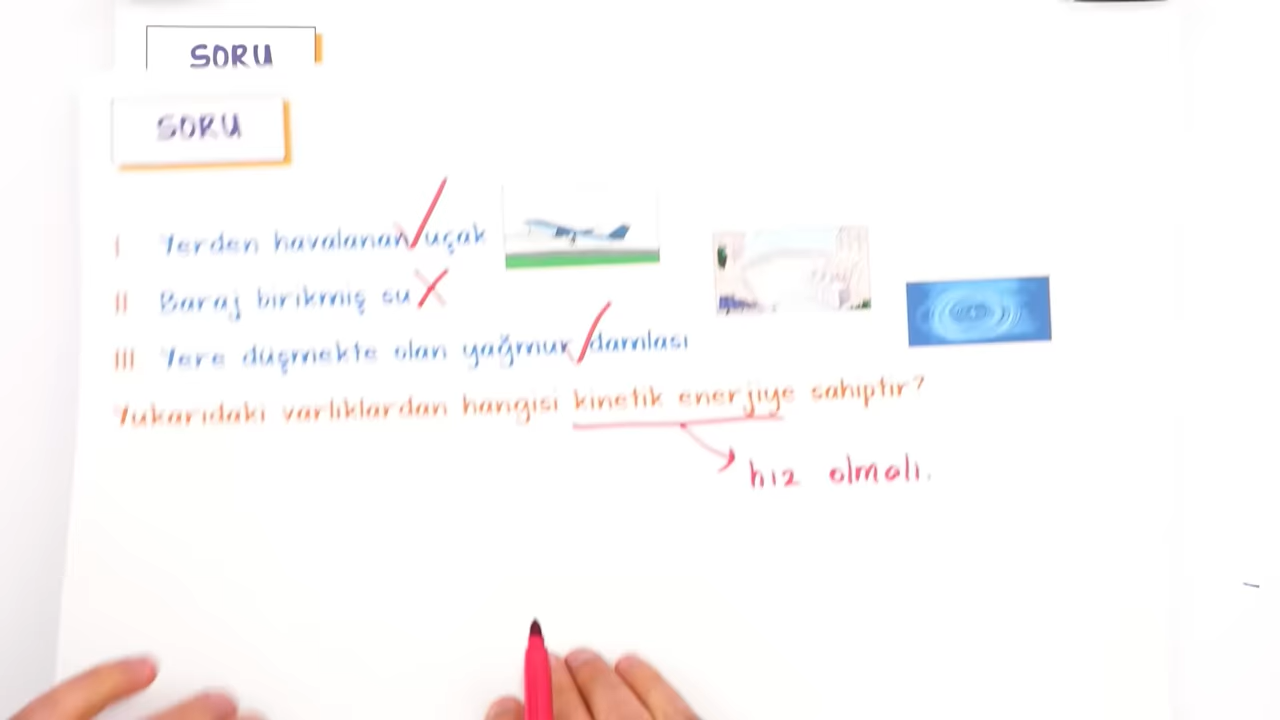 SORU
SORU
I Yerden havalanan uçak
II Baraj birikmiş su
III Yere düşmekte olan yağmur damlası
Yukarıdaki varlıklardan hangisi kinetik enerjiye sahiptir?
hız olmalı.